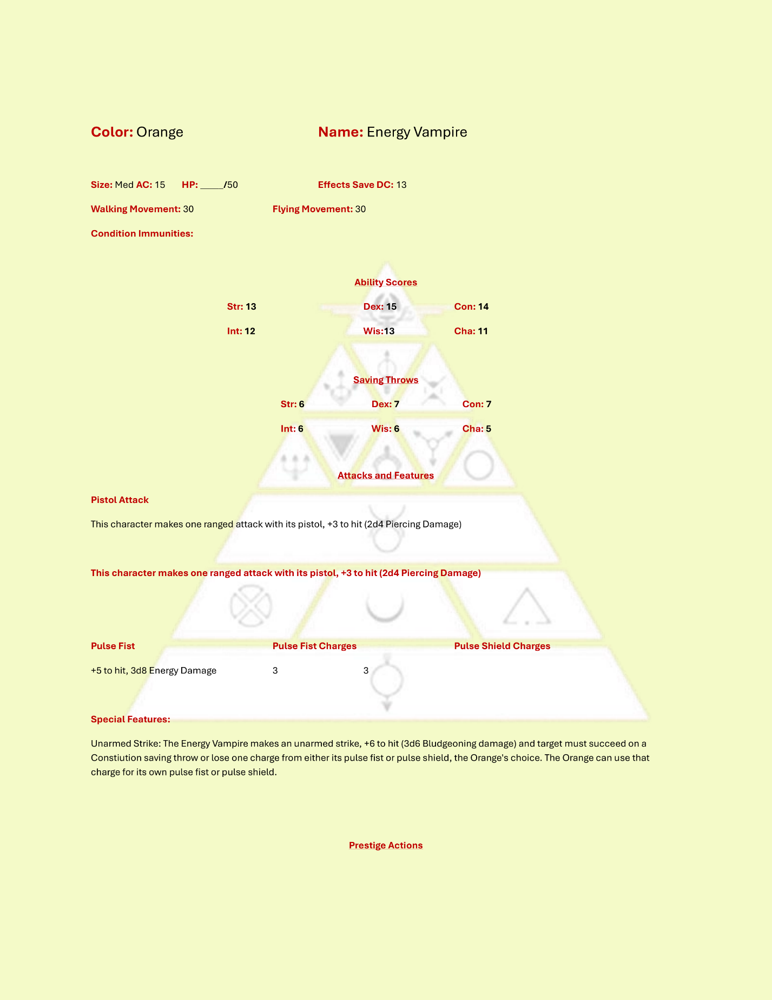 Color: Orange Name: Energy Vampire
Size: Med AC: 15 HP: _____/50 Effects Save DC: 13
Walking Movement: 30 Flying Movement: 30
Condition Immunities:
Ability Scores
Str: 13 Dex: 15 Con: 14
Int: 12 Wis:13 Cha: 11
Saving Throws
Str: 6 Dex: 7 Con: 7
Int: 6 Wis: 6 Cha: 5
Attacks and Features
Pistol Attack
This character makes one ranged attack with its pistol, +3 to hit (2d4 Piercing Damage)
This character makes one ranged attack with its pistol, +3 to hit (2d4 Piercing Damage)
Pulse Fist Pulse Fist Charges Pulse Shield Charges
+5 to hit, 3d8 Energy Damage 3 3
Special Features:
Unarmed Strike: The Energy Vampire makes an unarmed strike, +6 to hit (3d6 Bludgeoning damage) and target must succeed on a
Constiution saving throw or lose one charge from either its pulse fist or pulse shield, the Orange's choice. The Orange can use that
charge for its own pulse fist or pulse shield.
Prestige Actions